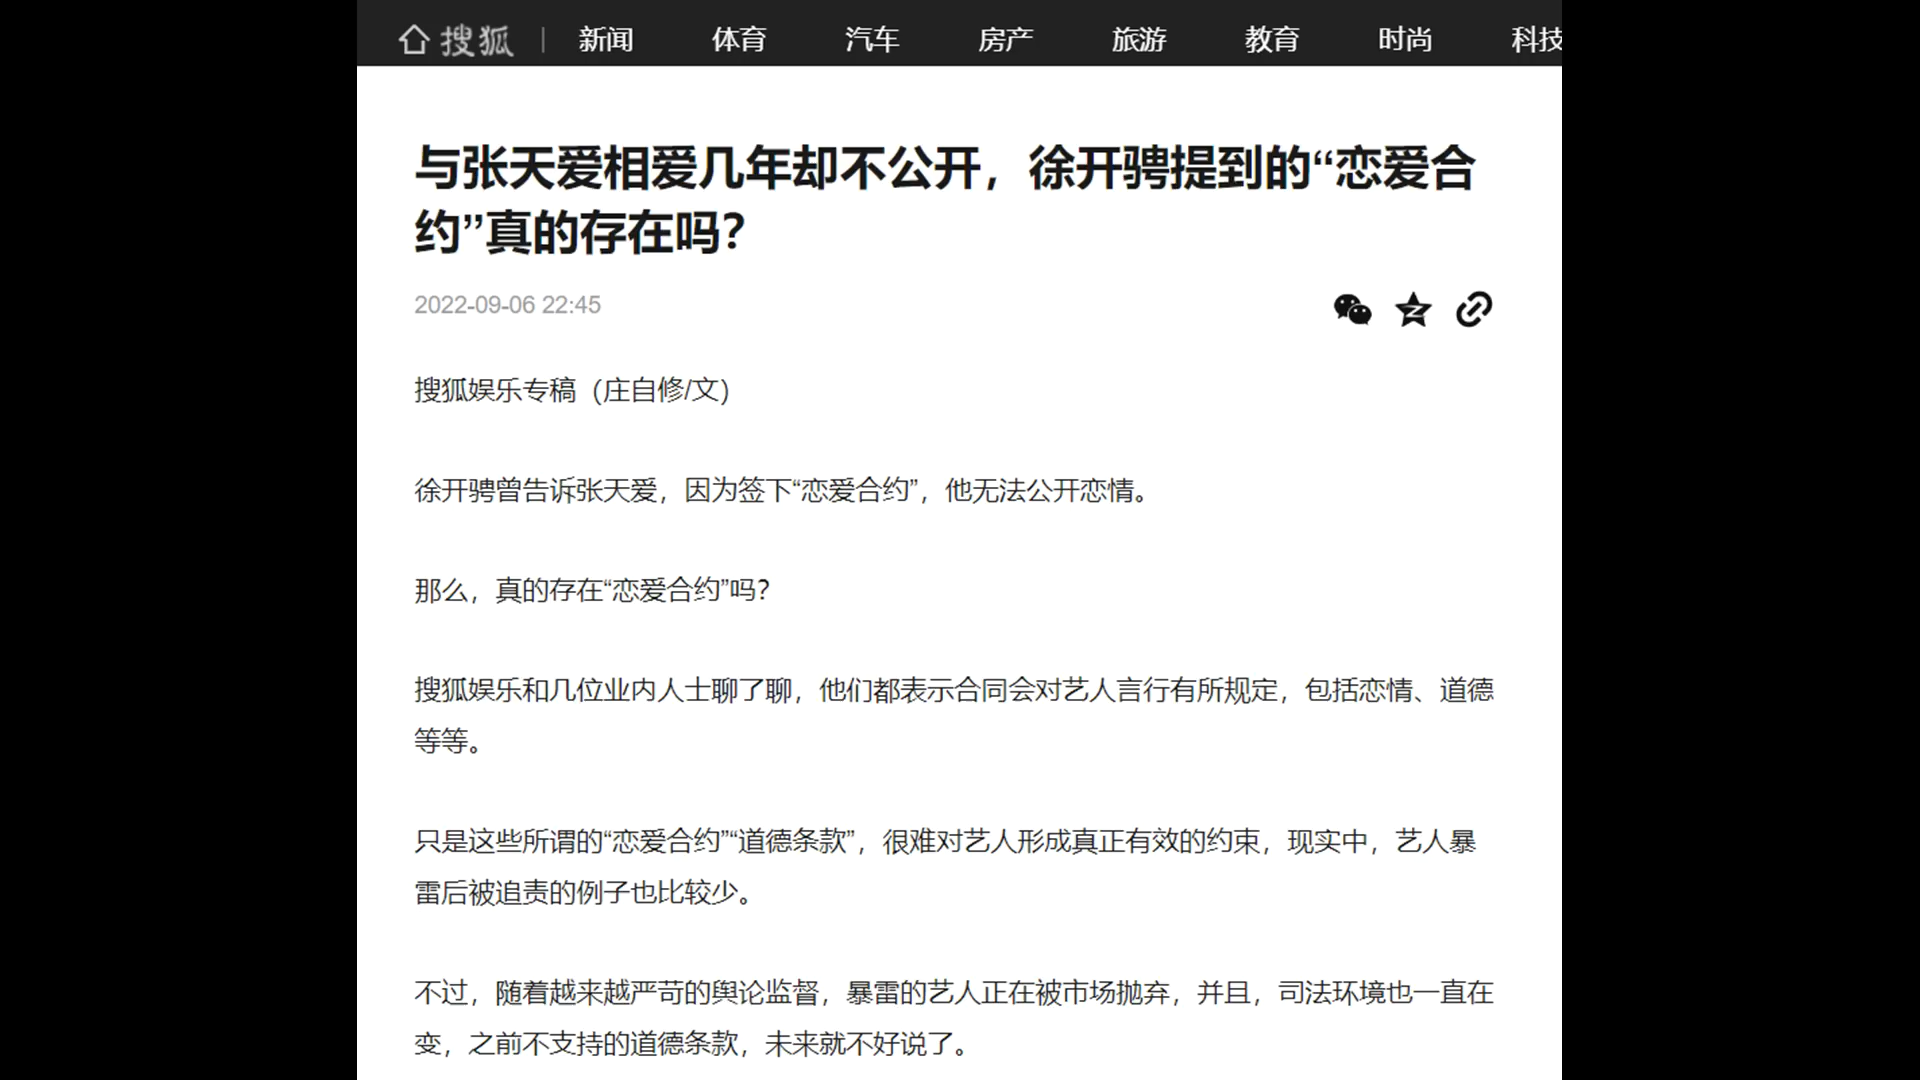 搜狐 | 新闻 体育 汽车 房产 旅游 教育 时尚 科技
与张天爱相爱几年却不公开，徐开骋提到的“恋爱合
约”真的存在吗？
2022-09-06 22:45
搜狐娱乐专稿（庄自修/文）
徐开骋曾告诉张天爱，因为签下“恋爱合约”，他无法公开恋情。
那么，真的存在“恋爱合约”吗？
搜狐娱乐和几位业内人士聊了聊，他们都表示合同会对艺人言行有所规定，包括恋情、道德
等等。
只是这些所谓的“恋爱合约”“道德条款”，很难对艺人形成真正有效的约束，现实中，艺人暴
雷后被追责的例子也比较少。
不过，随着越来越严苛的舆论监督，暴雷的艺人正在被市场抛弃，并且，司法环境也一直在
变，之前不支持的道德条款，未来就不好说了。